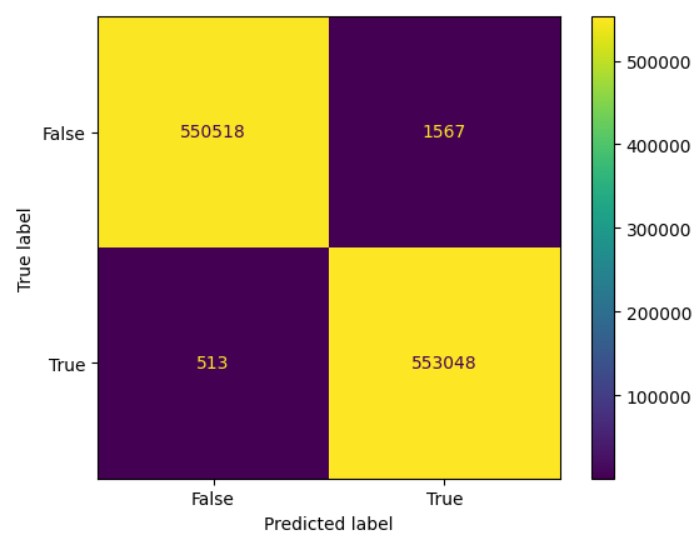 False
550518
1567
True
513
553048
False
True
Predicted label
True label
500000
400000
300000
200000
100000